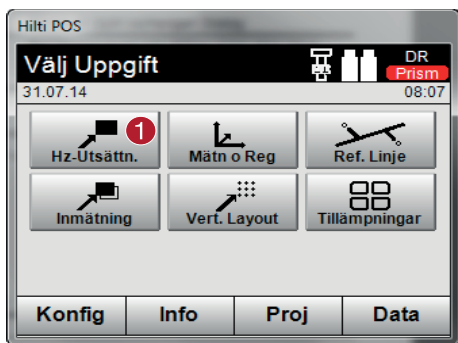 Hilti POS
Välj Uppgift
DR
Prism
31.07.14 08:07
1
Hz-Utsättn. Mätn o Reg Ref. Linje
Inmätning Vert. Layout Tillämpningar
Konfig Info Proj Data